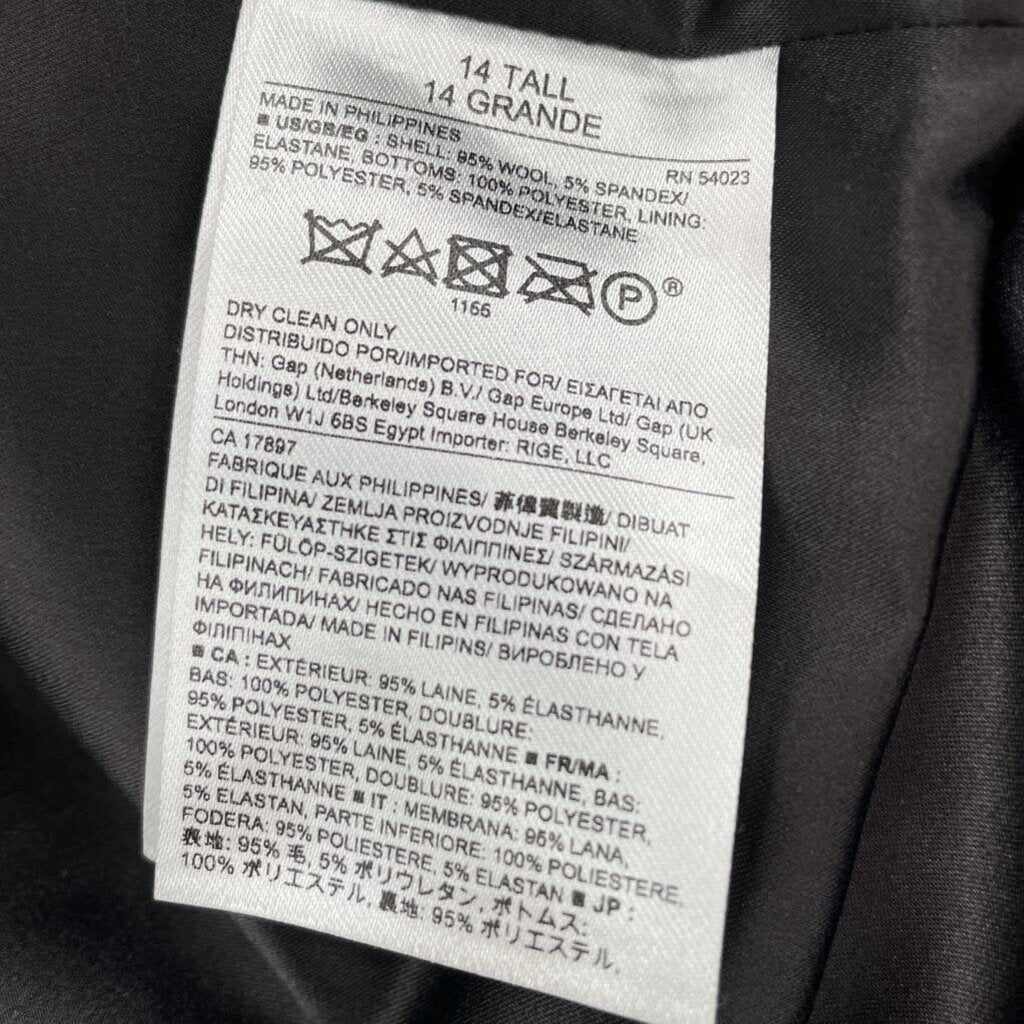 14 TALL
14 GRANDE
MADE IN PHILIPPINES
RN 54023
■ US/GB/EG : SHELL: 95% WOOL, 5% SPANDEX/
ELASTANE, BOTTOMS: 100% POLYESTER, LINING:
95% POLYESTER, 5% SPANDEX/ELASTANE
P ®
1166
DRY CLEAN ONLY
DISTRIBUIDO POR/IMPORTED FOR/ ΕΙΣΑΓΕΤΑΙ ΑΠΟ
THN: Gap (Netherlands) B.V./ Gap Europe Ltd/ Gap (UK
Holdings) Ltd/Berkeley Square House Berkeley Square,
London W1J 6BS Egypt Importer: RIGE, LLC
CA 17897
FABRIQUE AUX PHILIPPINES/ 菲律賓製造/ DIBUAT
DI FILIPINA/ ZEMLJA PROIZVODNJE FILIPINI/
ΚΑΤΑΣΚΕΥΑΣΤΗΚΕ ΣΤΙΣ ΦΙΛΙΠΠΙΝΕΣ/ SZÁRMAZÁSI
HELY: FÜLÖP-SZIGETEK/ WYPRODUKOWANO NA
FILIPINACH/ FABRICADO NAS FILIPINAS/ СДЕЛАНО
НА ФИЛИПИНАХ/ HECHO EN FILIPINAS CON TELA
IMPORTADA/ MADE IN FILIPINS/ ВИРОБЛЕНО У
ФІЛІПІНАХ
■ CA : EXTÉRIEUR: 95% LAINE, 5% ÉLASTHANNE,
BAS: 100% POLYESTER, DOUBLURE:
95% POLYESTER, 5% ÉLASTHANNE ■ FR/MA :
EXTÉRIEUR: 95% LAINE, 5% ÉLASTHANNE, BAS:
100% POLYESTER, DOUBLURE: 95% POLYESTER,
5% ÉLASTHANNE ■ IT : MEMBRANA: 95% LANA,
5% ELASTAN, PARTE INFERIORE: 100% POLIESTERE,
FODERA: 95% POLIESTERE, 5% ELASTAN ■ JP :
表地: 95% 毛, 5% ポリウレタン, ボトムス:
100% ポリエステル, 裏地: 95% ポリエステル,